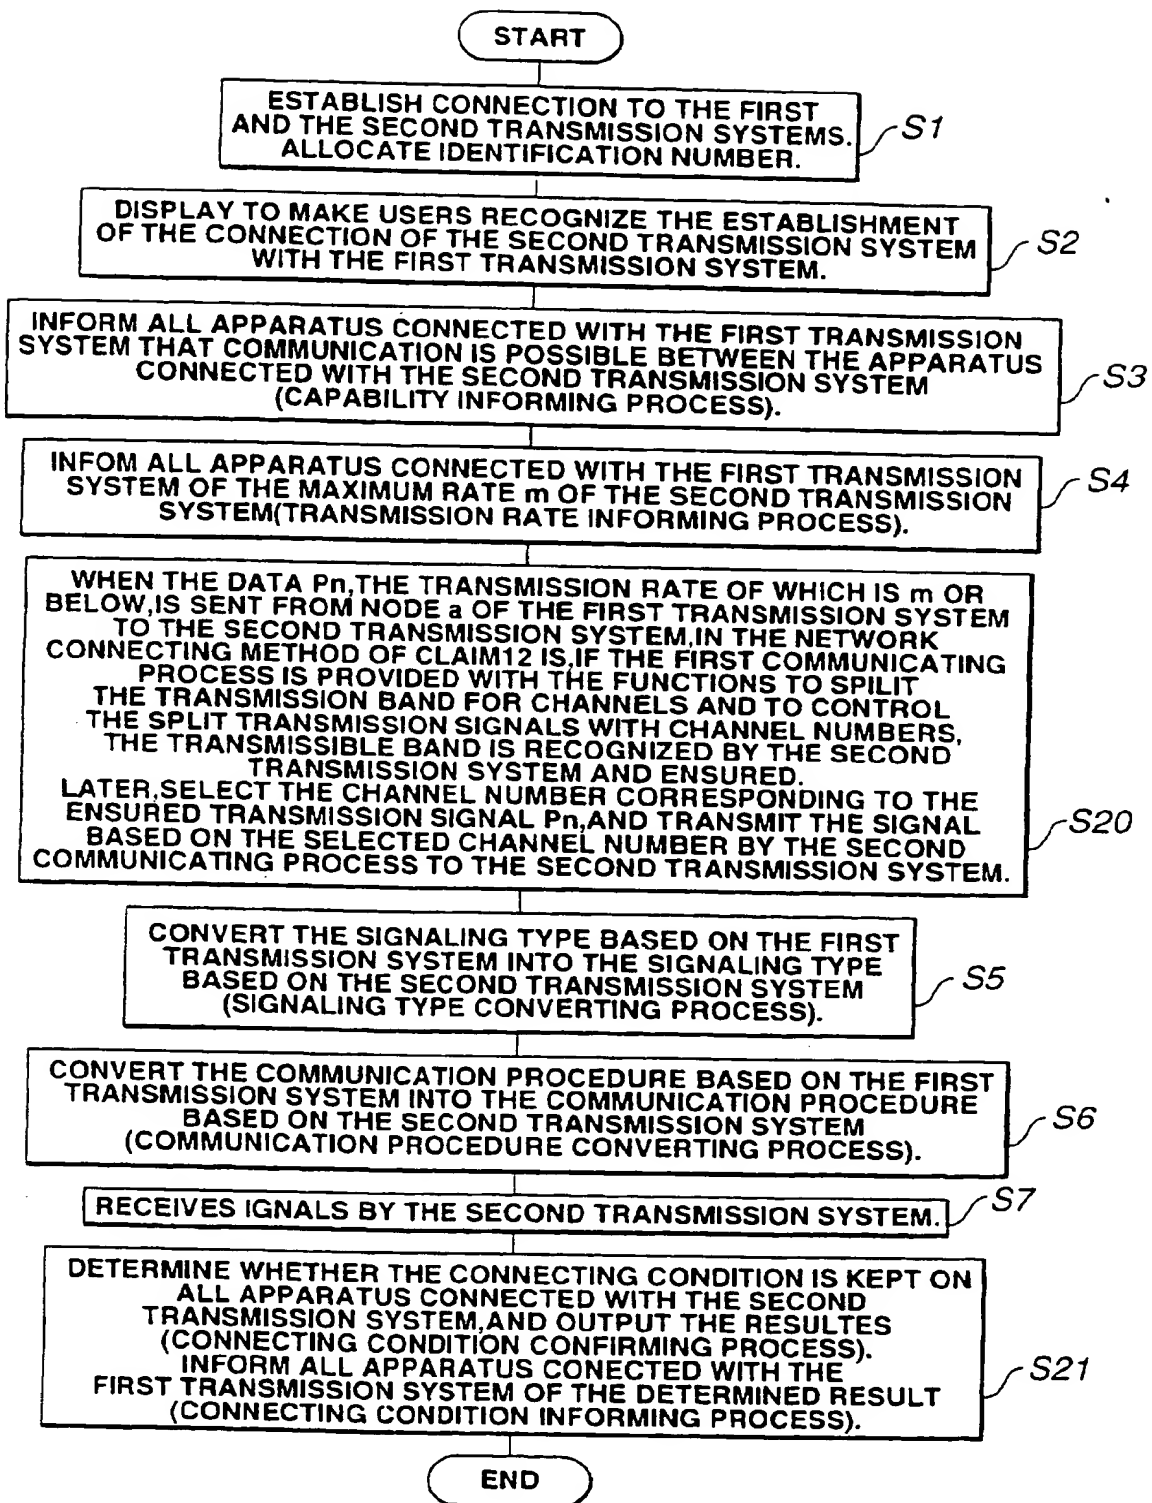 START
ESTABLISH CONNECTION TO THE FIRST
AND THE SECOND TRANSMISSION SYSTEMS.
ALLOCATE IDENTIFICATION NUMBER.
S1
DISPLAY TO MAKE USERS RECOGNIZE THE ESTABLISHMENT
OF THE CONNECTION OF THE SECOND TRANSMISSION SYSTEM
WITH THE FIRST TRANSMISSION SYSTEM.
S2
INFORM ALL APPARATUS CONNECTED WITH THE FIRST TRANSMISSION
SYSTEM THAT COMMUNICATION IS POSSIBLE BETWEEN THE APPARATUS
CONNECTED WITH THE SECOND TRANSMISSION SYSTEM
(CAPABILITY INFORMING PROCESS).
S3
INFOM ALL APPARATUS CONNECTED WITH THE FIRST TRANSMISSION
SYSTEM OF THE MAXIMUM RATE m OF THE SECOND TRANSMISSION
SYSTEM(TRANSMISSION RATE INFORMING PROCESS).
S4
WHEN THE DATA Pn,THE TRANSMISSION RATE OF WHICH IS m OR
BELOW,IS SENT FROM NODE a OF THE FIRST TRANSMISSION SYSTEM
TO THE SECOND TRANSMISSION SYSTEM,IN THE NETWORK
CONNECTING METHOD OF CLAIM12 IS,IF THE FIRST COMMUNICATING
PROCESS IS PROVIDED WITH THE FUNCTIONS TO SPILIT
THE TRANSMISSION BAND FOR CHANNELS AND TO CONTROL
THE SPLIT TRANSMISSION SIGNALS WITH CHANNEL NUMBERS,
THE TRANSMISSIBLE BAND IS RECOGNIZED BY THE SECOND
TRANSMISSION SYSTEM AND ENSURED.
LATER,SELECT THE CHANNEL NUMBER CORRESPONDING TO THE
ENSURED TRANSMISSION SIGNAL Pn,AND TRANSMIT THE SIGNAL
BASED ON THE SELECTED CHANNEL NUMBER BY THE SECOND
COMMUNICATING PROCESS TO THE SECOND TRANSMISSION SYSTEM.
S20
CONVERT THE SIGNALING TYPE BASED ON THE FIRST
TRANSMISSION SYSTEM INTO THE SIGNALING TYPE
BASED ON THE SECOND TRANSMISSION SYSTEM
(SIGNALING TYPE CONVERTING PROCESS).
S5
CONVERT THE COMMUNICATION PROCEDURE BASED ON THE FIRST
TRANSMISSION SYSTEM INTO THE COMMUNICATION PROCEDURE
BASED ON THE SECOND TRANSMISSION SYSTEM
(COMMUNICATION PROCEDURE CONVERTING PROCESS).
S6
RECEIVES IGNALS BY THE SECOND TRANSMISSION SYSTEM.
S7
DETERMINE WHETHER THE CONNECTING CONDITION IS KEPT ON
ALL APPARATUS CONNECTED WITH THE SECOND
TRANSMISSION SYSTEM,AND OUTPUT THE RESULTES
(CONNECTING CONDITION CONFIRMING PROCESS).
INFORM ALL APPARATUS CONECTED WITH THE
FIRST TRANSMISSION SYSTEM OF THE DETERMINED RESULT
(CONNECTING CONDITION INFORMING PROCESS).
S21
END